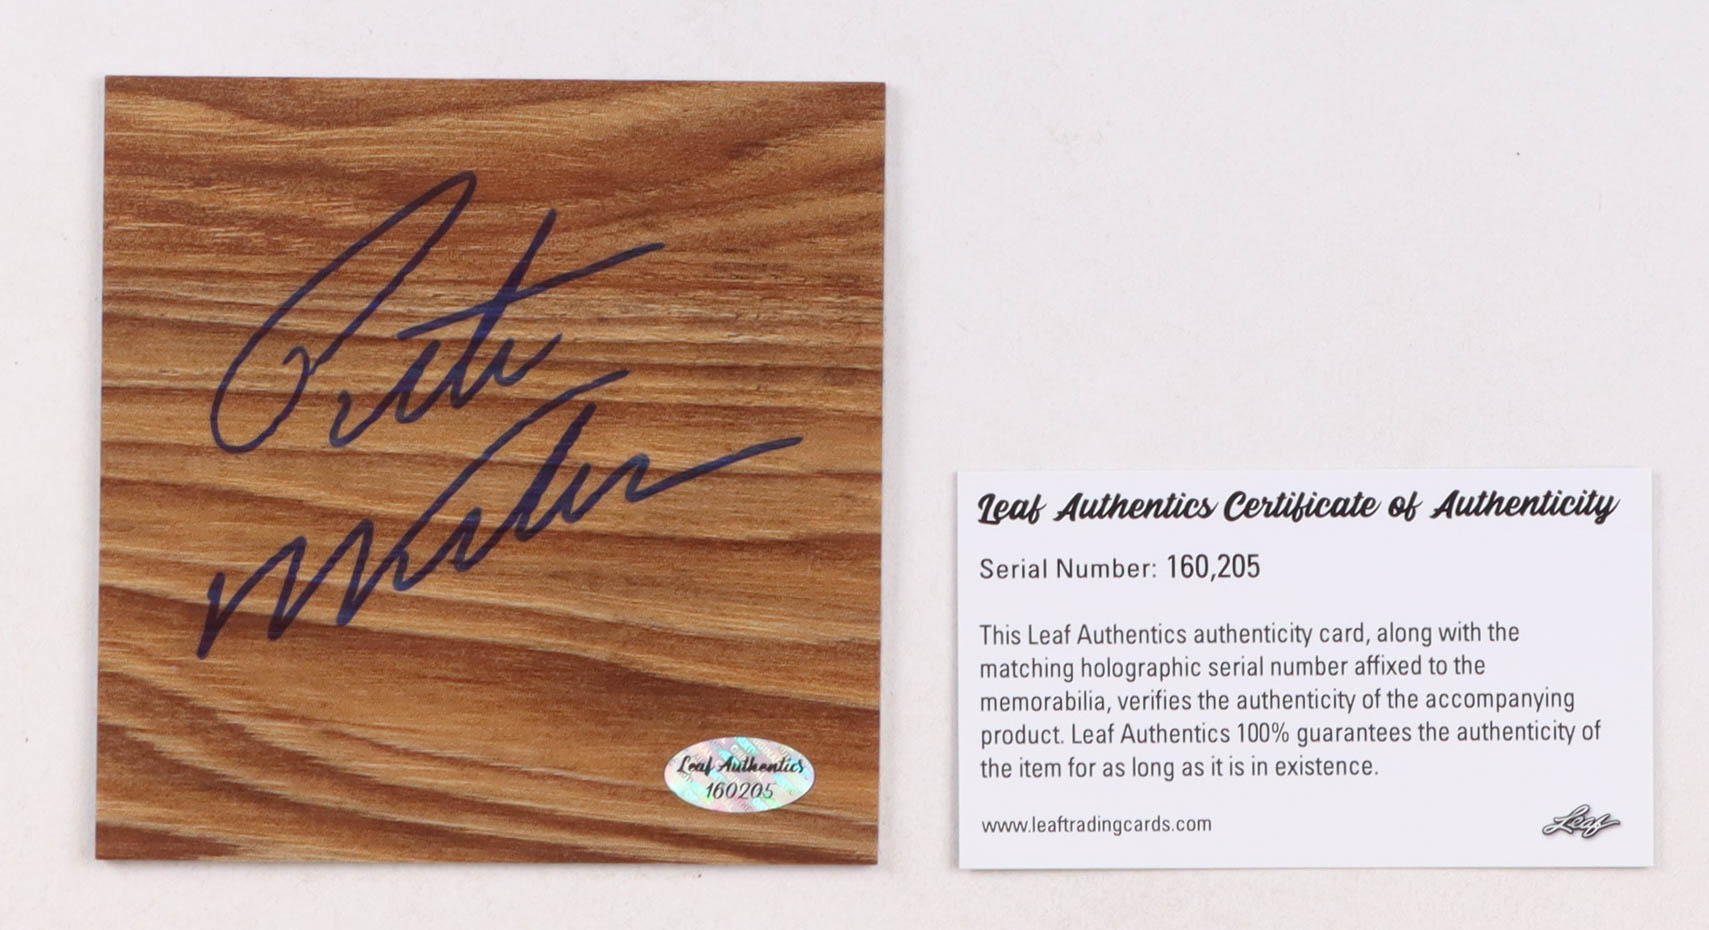 Pete
Weber
Leaf Authentics
160205
Leaf Authentics Certificate of Authenticity
Serial Number: 160,205
This Leaf Authentics authenticity card, along with the
matching holographic serial number affixed to the
memorabilia, verifies the authenticity of the accompanying
product. Leaf Authentics 100% guarantees the authenticity of
the item for as long as it is in existence.
www.leaftradingcards.com
Leaf